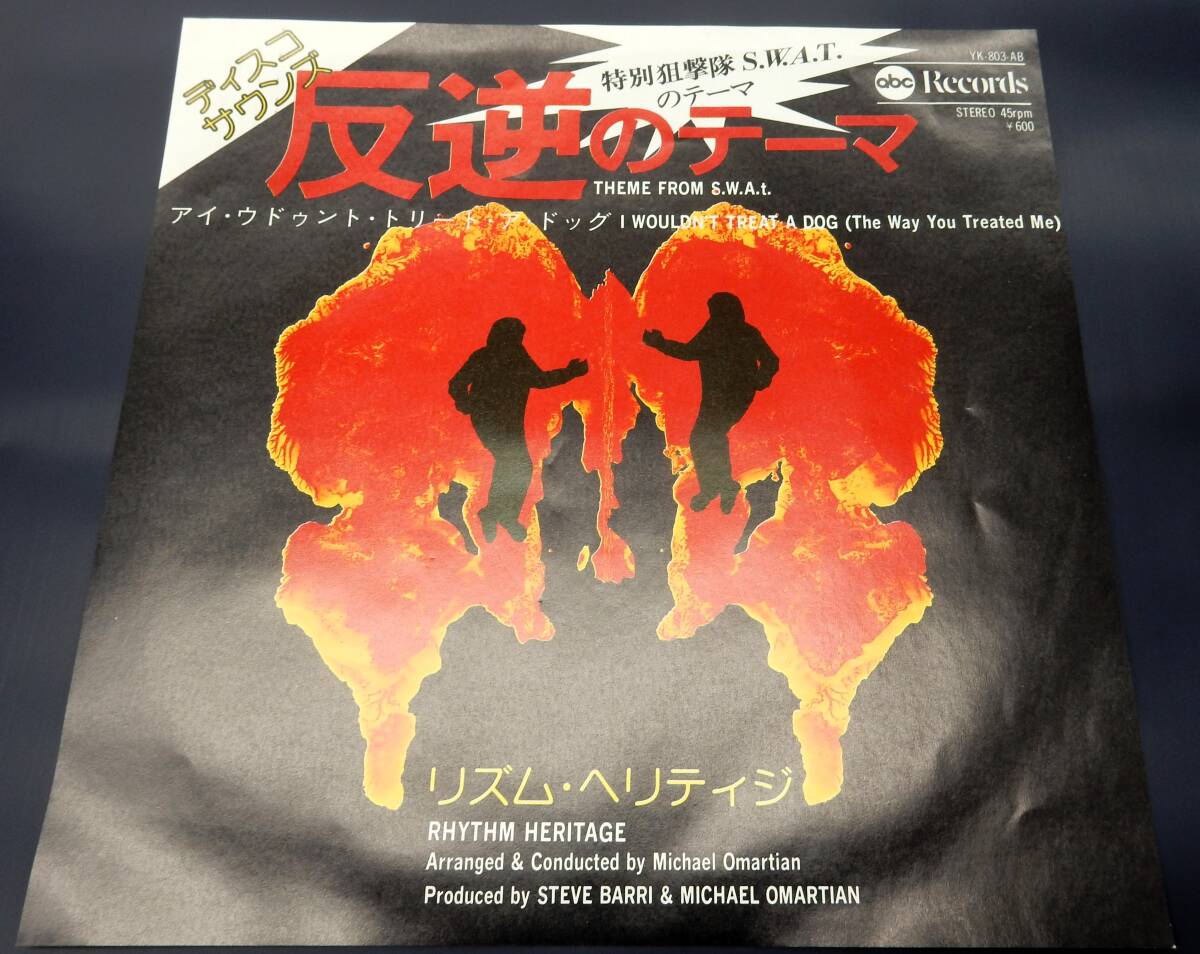 ディスコ
サウンズ
特別狙撃隊 S.W.A.T.
のテーマ
反逆のテーマ
YK-803-AB
abc Records
STEREO 45rpm
¥600
THEME FROM S.W.A.t.
アイ・ウドゥント・トリート・ア・ドッグ I WOULDN'T TREAT A DOG (The Way You Treated Me)
リズム・ヘリティジ
RHYTHM HERITAGE
Arranged & Conducted by Michael Omartian
Produced by STEVE BARRI & MICHAEL OMARTIAN